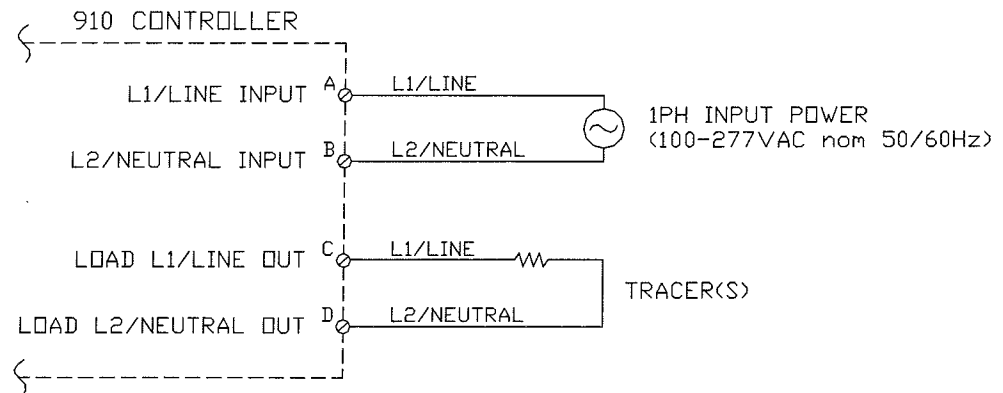 910 CONTROLLER
L1/LINE INPUT A L1/LINE
1PH INPUT POWER
(100-277VAC nom 50/60Hz)
L2/NEUTRAL INPUT B L2/NEUTRAL
LOAD L1/LINE OUT C L1/LINE
TRACER(S)
LOAD L2/NEUTRAL OUT D L2/NEUTRAL